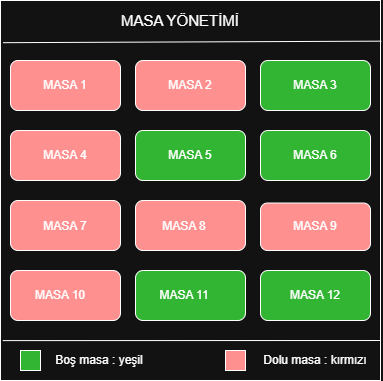 MASA YÖNETİMİ
MASA 1 MASA 2 MASA 3
MASA 4 MASA 5 MASA 6
MASA 7 MASA 8 MASA 9
MASA 10 MASA 11 MASA 12
Boş masa : yeşil Dolu masa : kırmızı